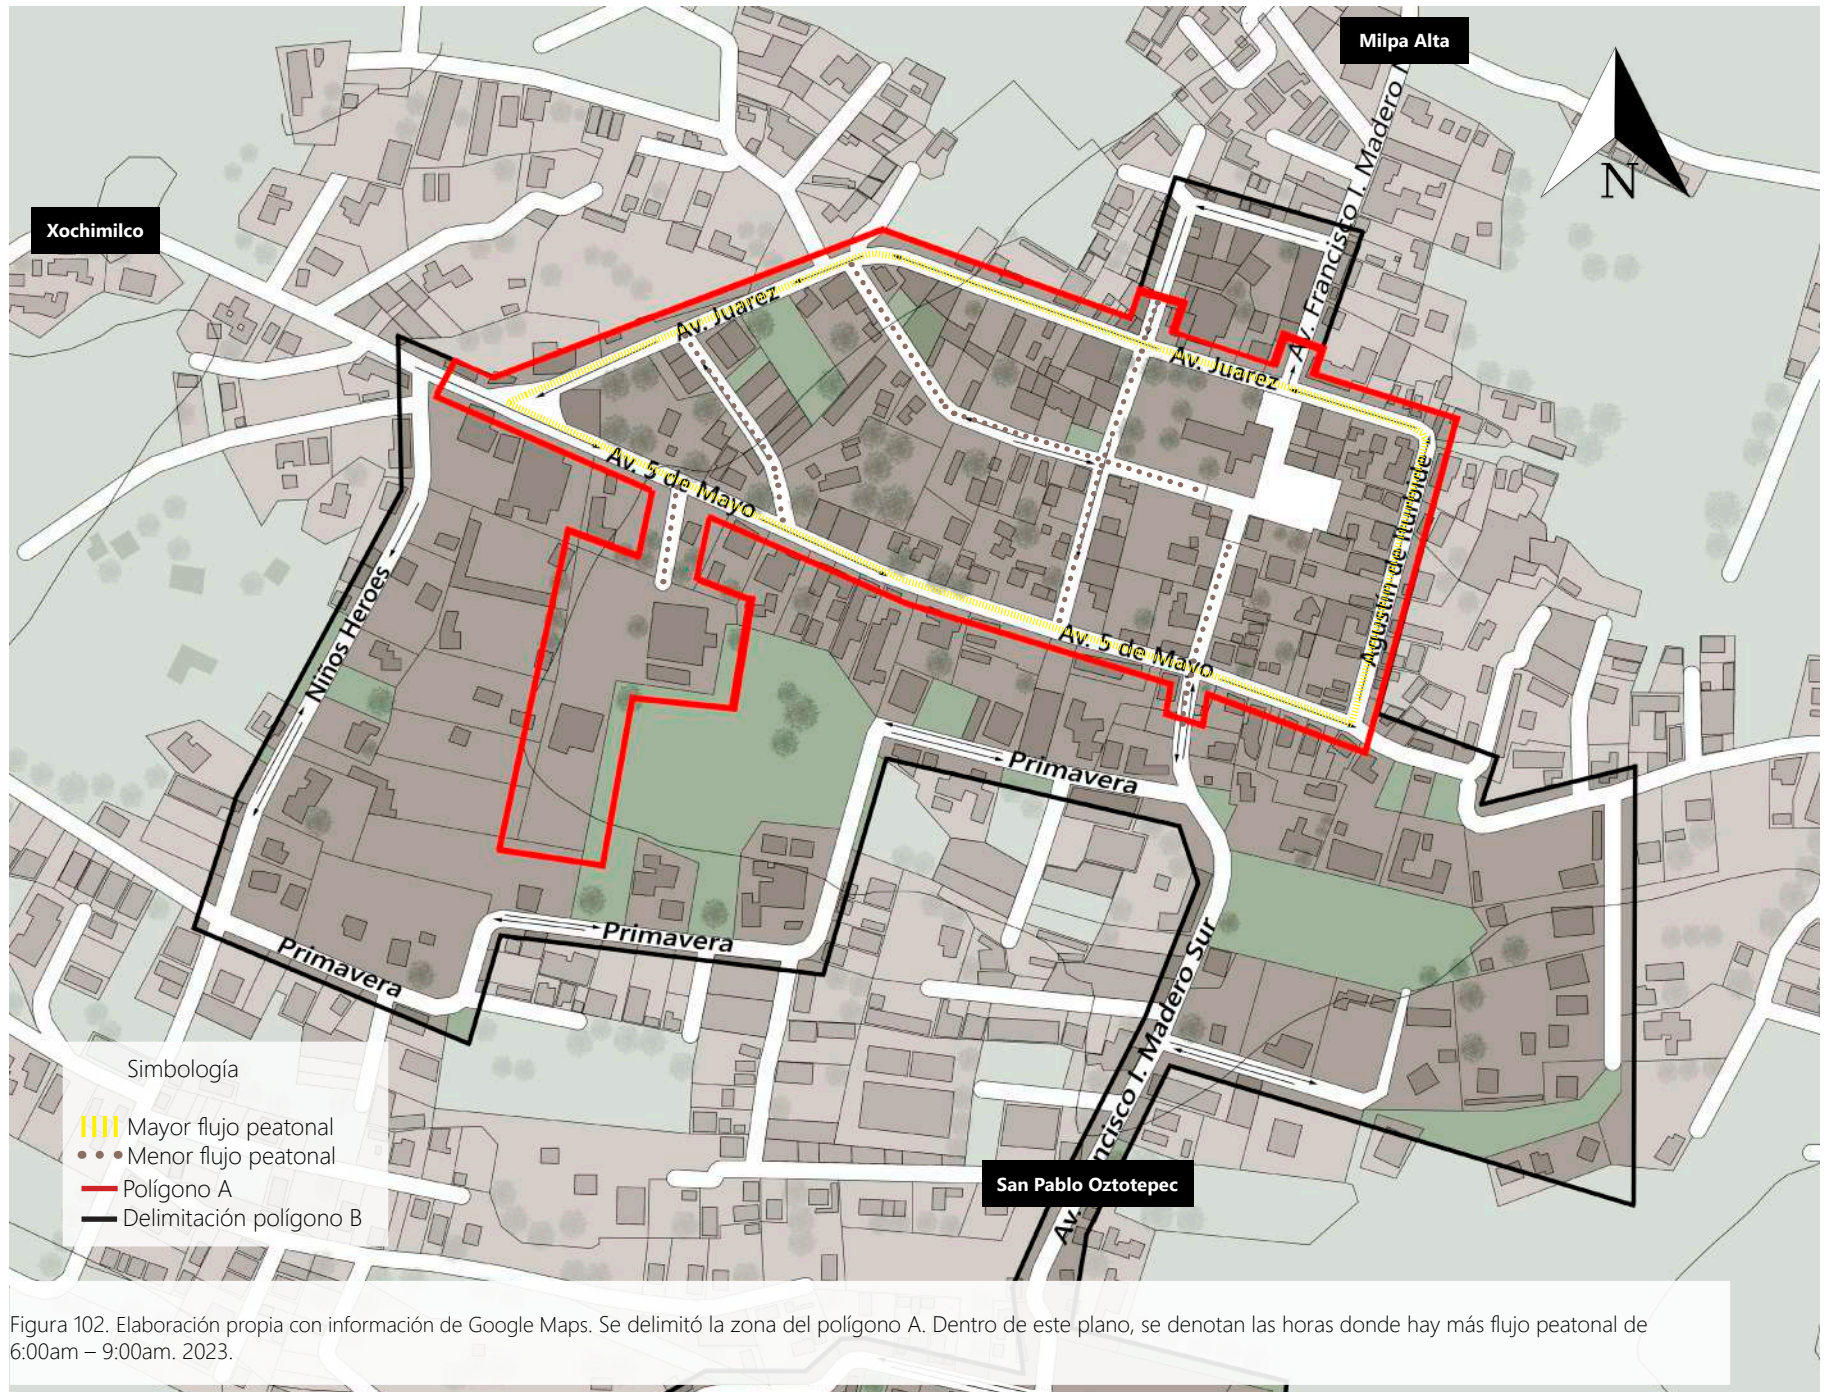 Milpa Alta
N
Xochimilco
Av. Francisco I. Madero N
Av. Juarez
Av. Juarez
Av. 5 de Mayo
Agustin de Iturbide
Niños Heroes
Av. 5 de Mayo
Primavera
Primavera
Primavera
Av. Francisco I. Madero Sur
San Pablo Oztotepec
Simbología
Mayor flujo peatonal
Menor flujo peatonal
Polígono A
Delimitación polígono B
Figura 102. Elaboración propia con información de Google Maps. Se delimitó la zona del polígono A. Dentro de este plano, se denotan las horas donde hay más flujo peatonal de
6:00am – 9:00am. 2023.